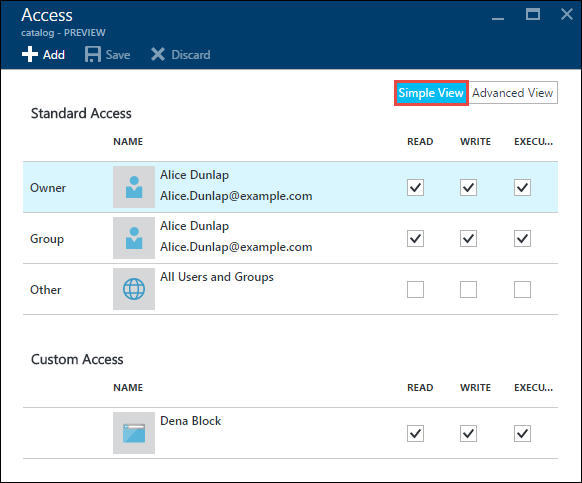 Access
catalog - PREVIEW
Add Save Discard
Simple View Advanced View
Standard Access
NAME READ WRITE EXECU...
Owner Alice Dunlap
Alice.Dunlap@example.com
Group Alice Dunlap
Alice.Dunlap@example.com
Other All Users and Groups
Custom Access
NAME READ WRITE EXECU...
Dena Block